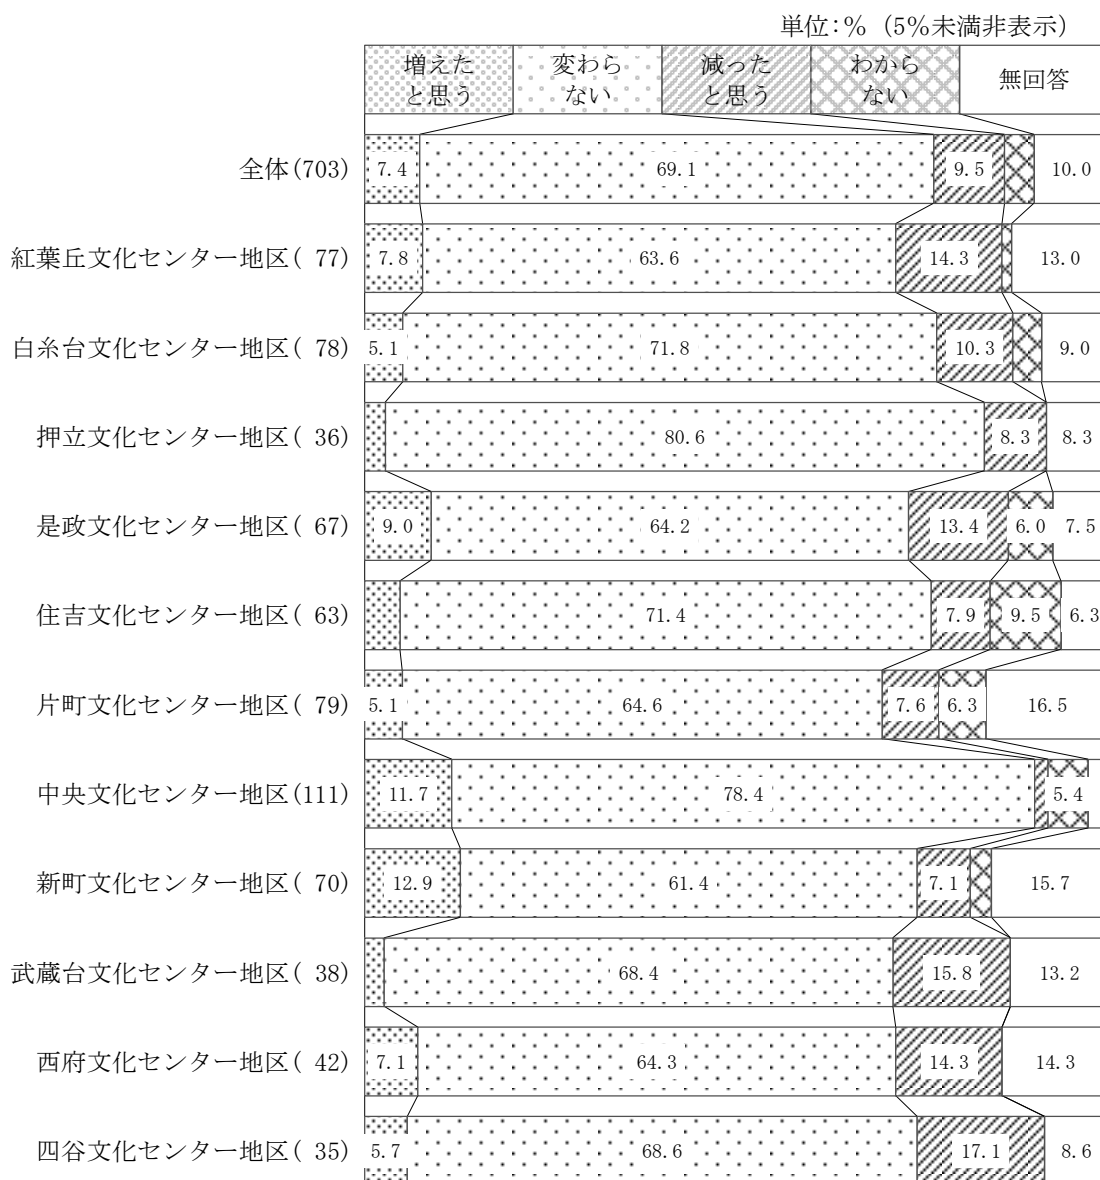 単位:%（5%未満非表示）
増えた
と思う
変わら
ない
減った
と思う
わから
ない
無回答
全体(703) 7.4 69.1 9.5 10.0
紅葉丘文化センター地区( 77) 7.8 63.6 14.3 13.0
白糸台文化センター地区( 78) 5.1 71.8 10.3 9.0
押立文化センター地区( 36) 80.6 8.3 8.3
是政文化センター地区( 67) 9.0 64.2 13.4 6.0 7.5
住吉文化センター地区( 63) 71.4 7.9 9.5 6.3
片町文化センター地区( 79) 5.1 64.6 7.6 6.3 16.5
中央文化センター地区(111) 11.7 78.4 5.4
新町文化センター地区( 70) 12.9 61.4 7.1 15.7
武蔵台文化センター地区( 38) 68.4 15.8 13.2
西府文化センター地区( 42) 7.1 64.3 14.3 14.3
四谷文化センター地区( 35) 5.7 68.6 17.1 8.6